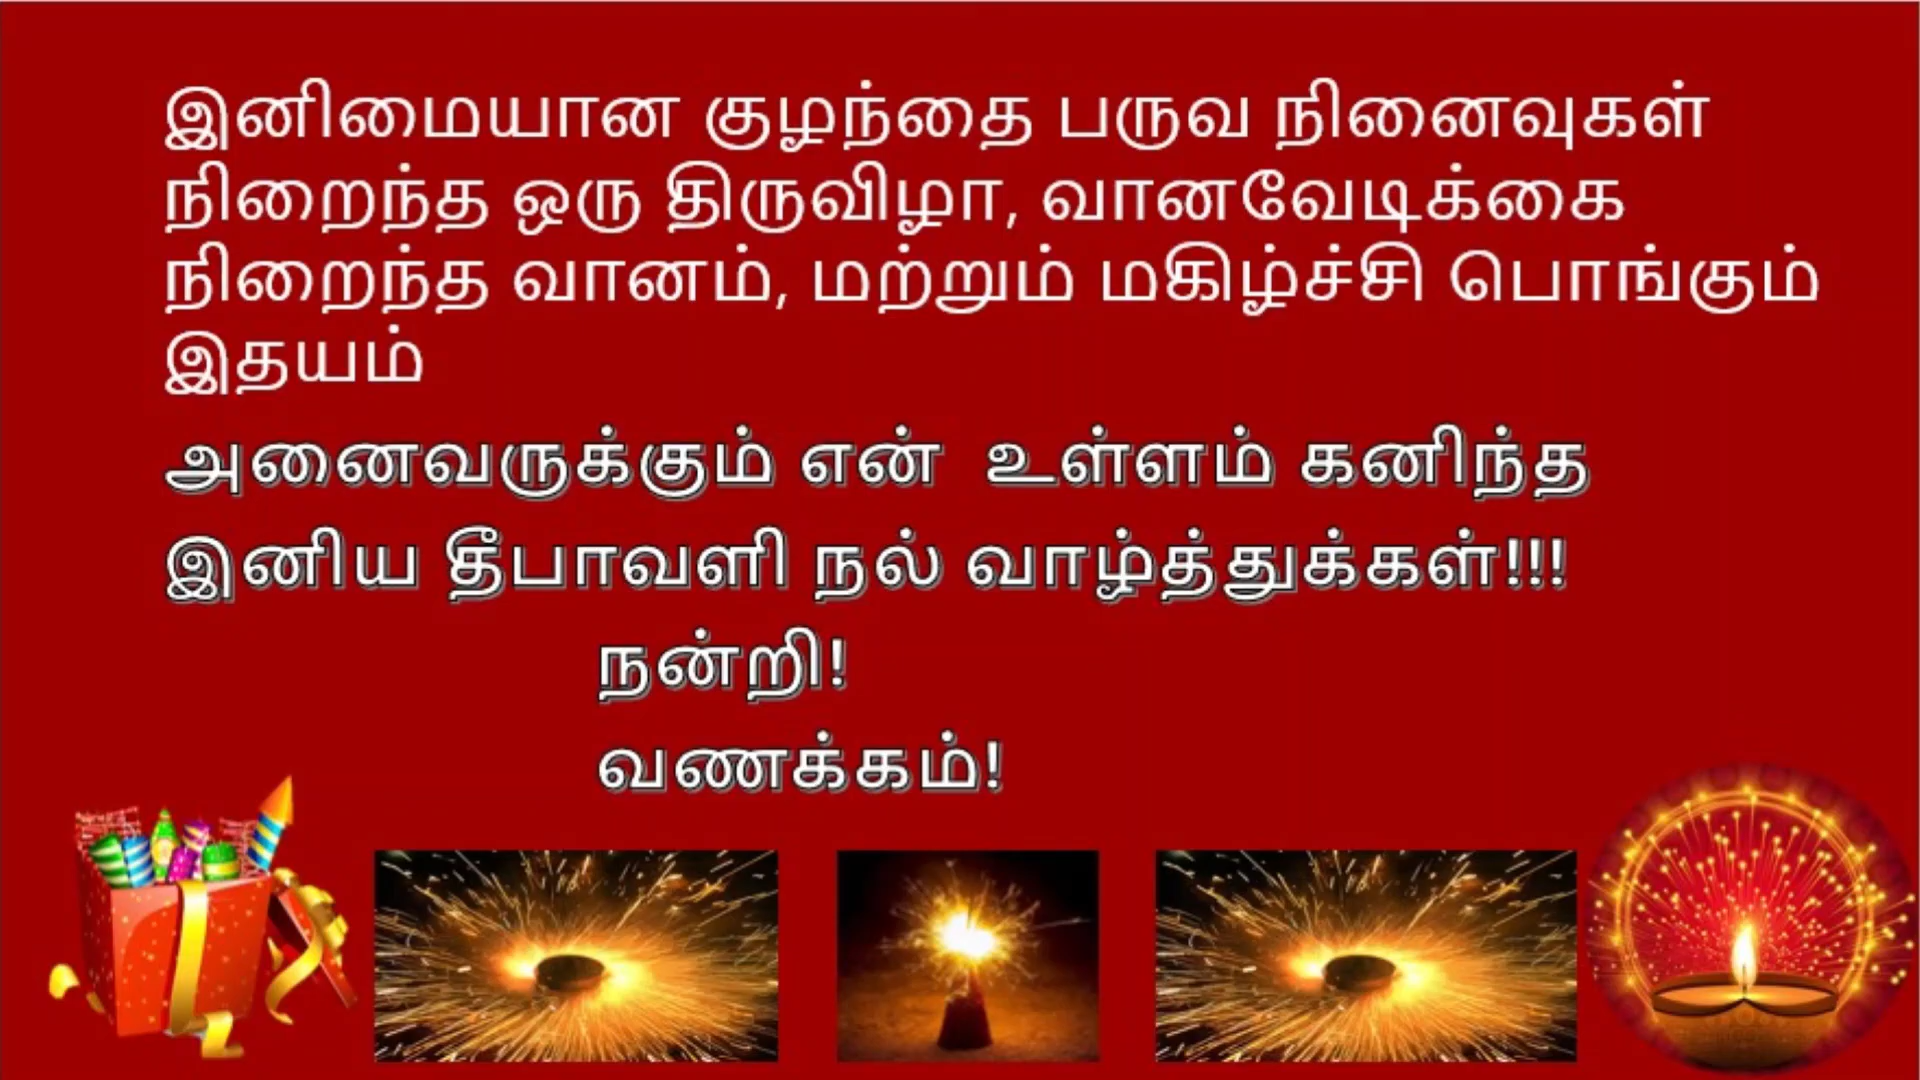 இனிமையான குழந்தை பருவ நினைவுகள்
நிறைந்த ஒரு திருவிழா, வானவேடிக்கை
நிறைந்த வானம், மற்றும் மகிழ்ச்சி பொங்கும்
இதயம்
அனைவருக்கும் என் உள்ளம் கனிந்த
இனிய தீபாவளி நல் வாழ்த்துக்கள்!!!
நன்றி!
வணக்கம்!